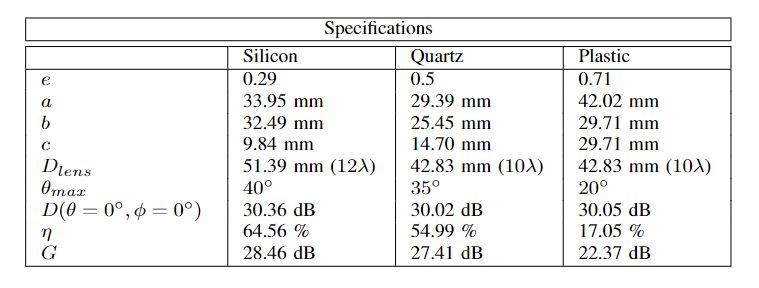 Specifications
Silicon Quartz Plastic
e 0.29 0.5 0.71
a 33.95 mm 29.39 mm 42.02 mm
b 32.49 mm 25.45 mm 29.71 mm
c 9.84 mm 14.70 mm 29.71 mm
D_{lens} 51.39 mm (12λ) 42.83 mm (10λ) 42.83 mm (10λ)
θ_{max} 40° 35° 20°
D(θ = 0°, ϕ = 0°) 30.36 dB 30.02 dB 30.05 dB
η 64.56 % 54.99 % 17.05 %
G 28.46 dB 27.41 dB 22.37 dB